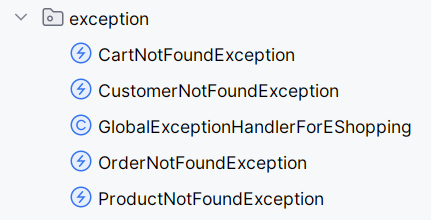 exception
CartNotFoundException
CustomerNotFoundException
GlobalExceptionHandlerForEShopping
OrderNotFoundException
ProductNotFoundException